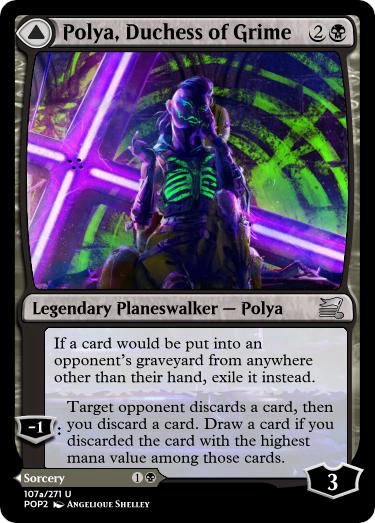 Polya, Duchess of Grime 2
Legendary Planeswalker — Polya
If a card would be put into an
opponent's graveyard from anywhere
other than their hand, exile it instead.
-1: Target opponent discards a card, then
you discard a card. Draw a card if you
discarded the card with the highest
mana value among those cards.
Sorcery 1
3
107a/271 U
POP2 Angelique Shelley